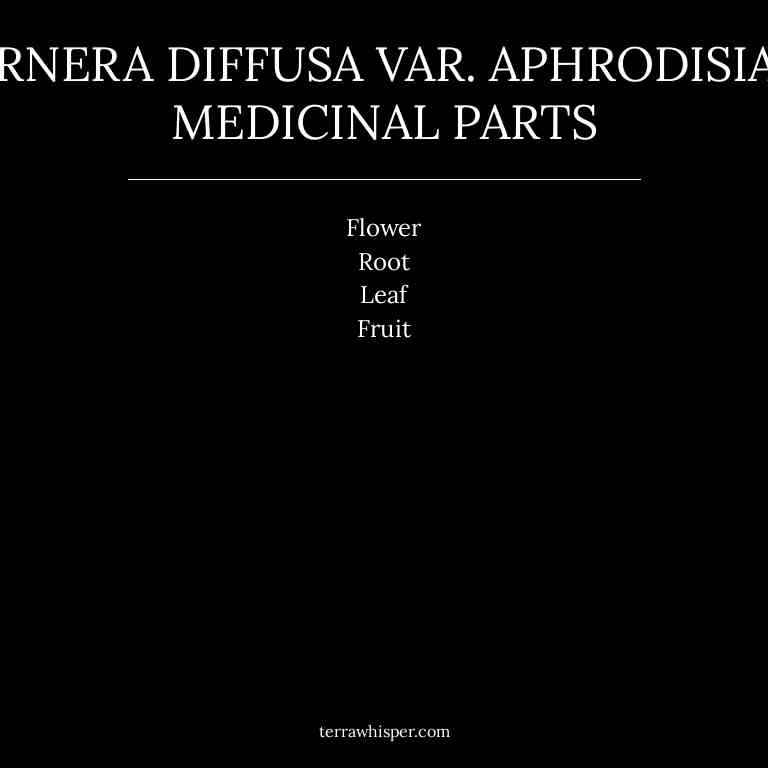 RNERA DIFFUSA VAR. APHRODISIA
MEDICINAL PARTS
Flower
Root
Leaf
Fruit
terrawhisper.com